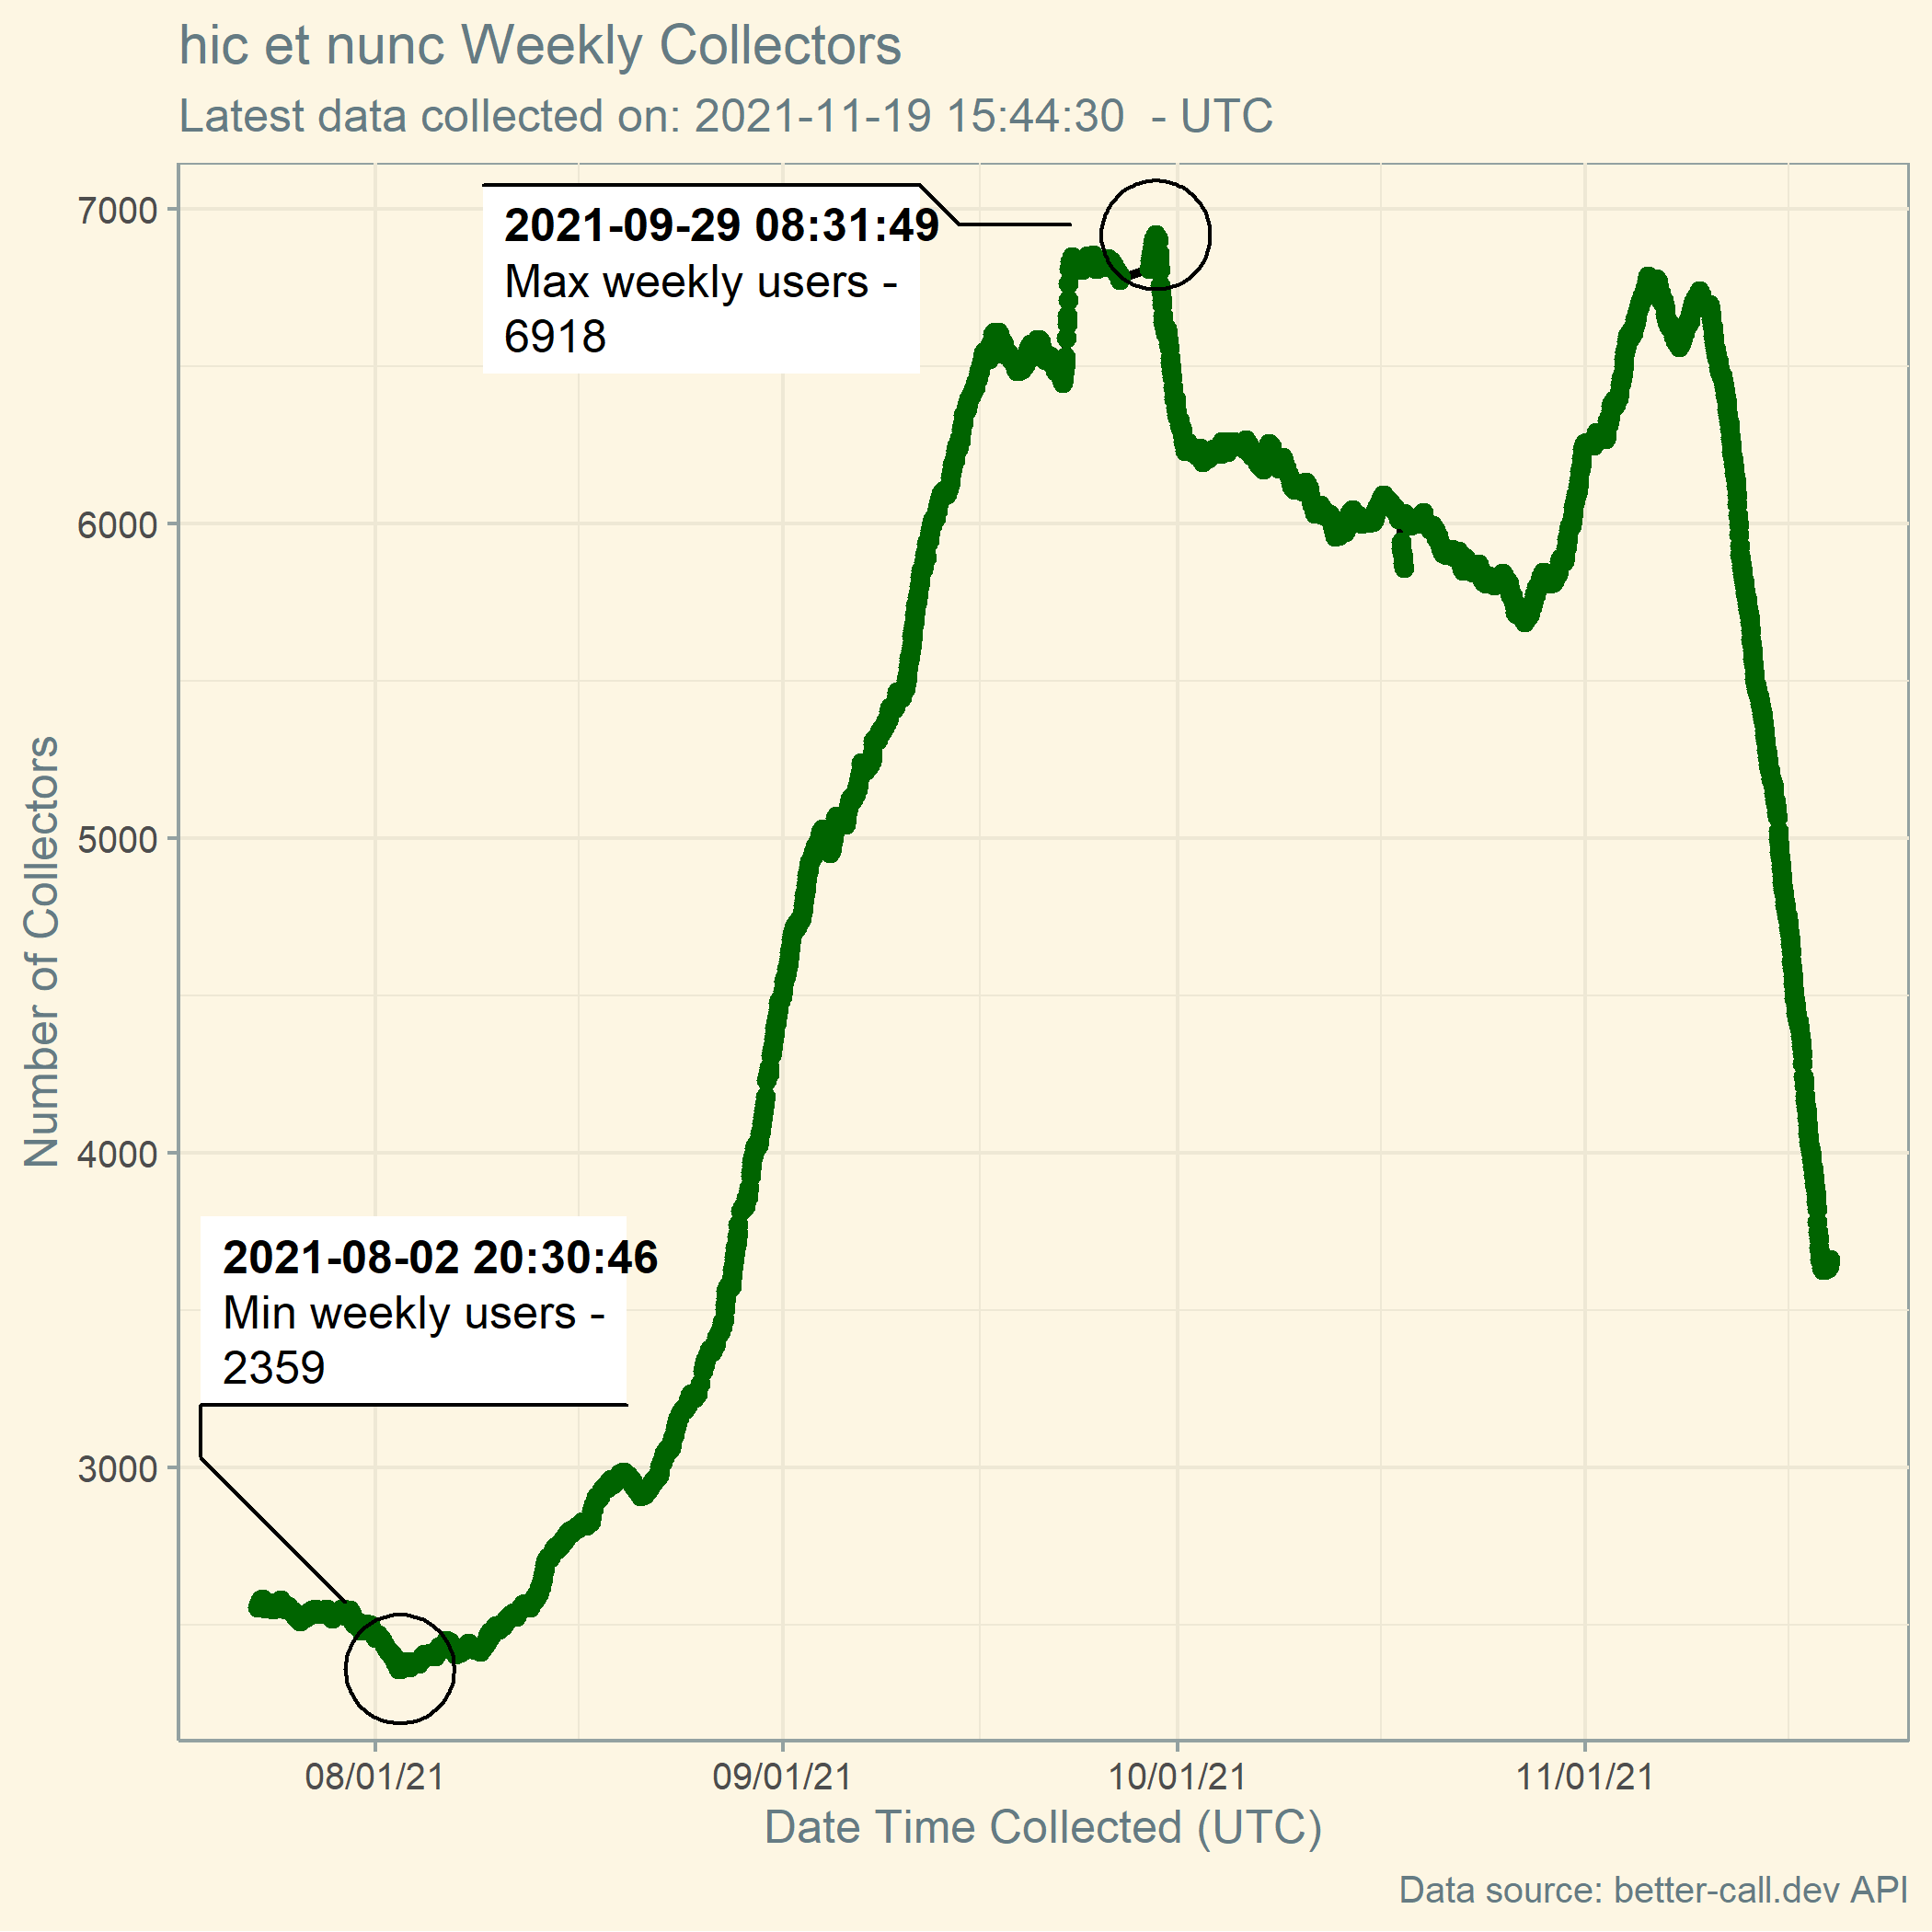 hic et nunc Weekly Collectors
Latest data collected on: 2021-11-19 15:44:30  - UTC
7000
2021-09-29 08:31:49
Max weekly users -
6918
6000
5000
Number of Collectors
4000
2021-08-02 20:30:46
Min weekly users -
2359
3000
08/01/21 09/01/21 10/01/21 11/01/21
Date Time Collected (UTC)
Data source: better-call.dev API